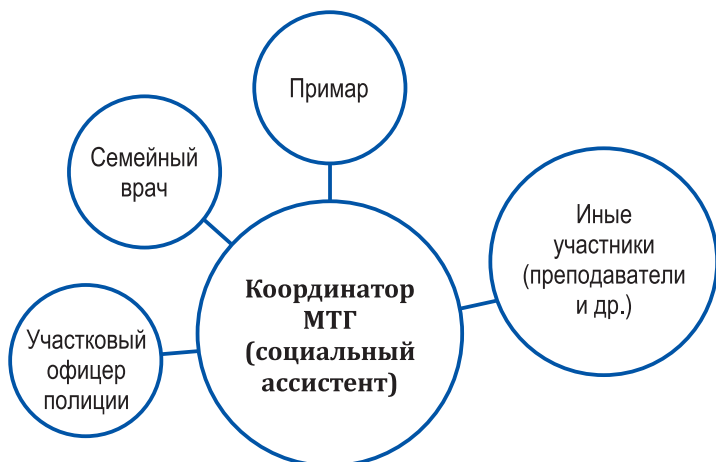 Примар
Семейный
врач
Иные
участники
(преподаватели
и др.)
Координатор
МТГ
(социальный
ассистент)
Участковый
офицер
полиции